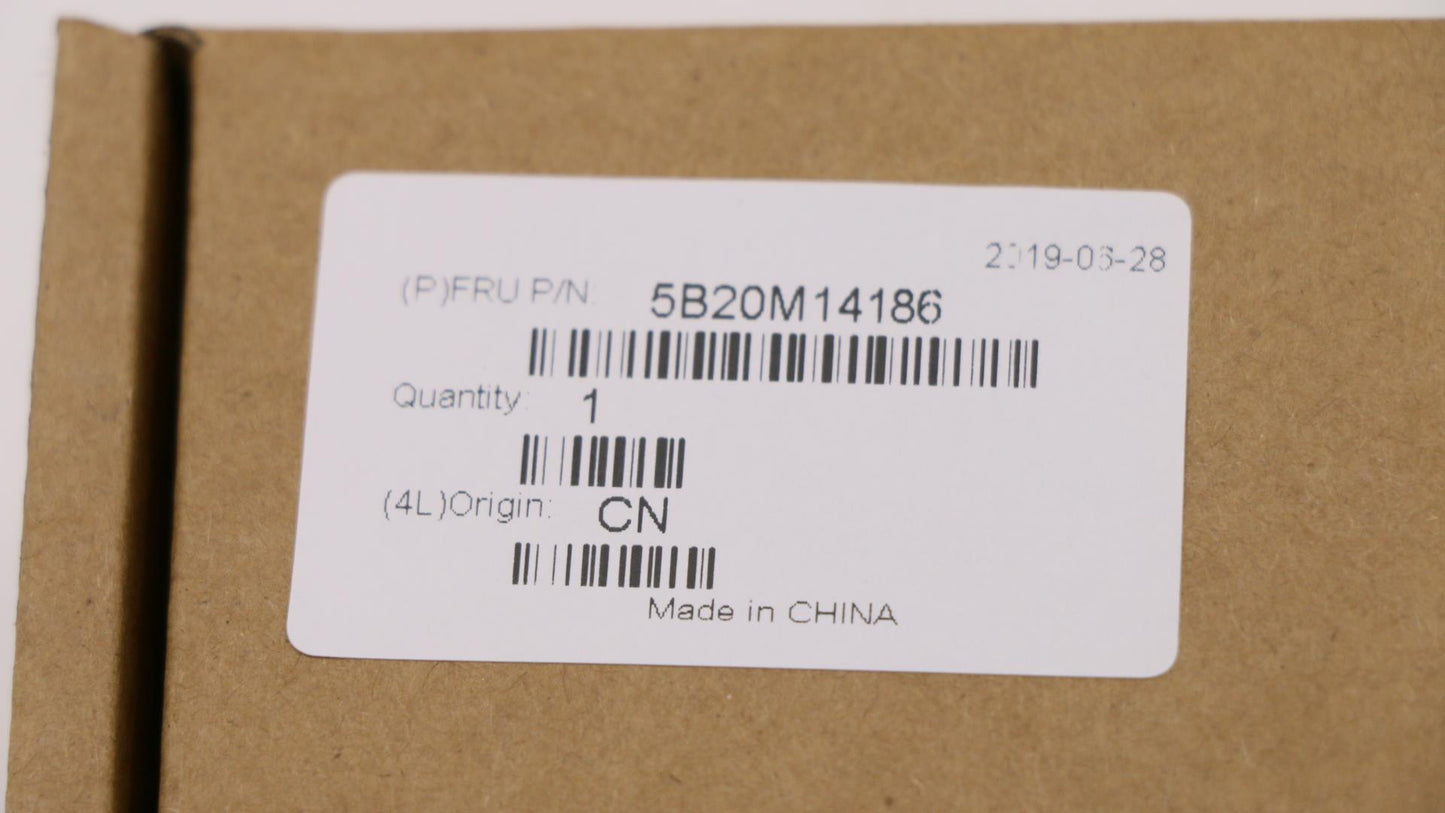 2019-06-28
(P)FRU P/N: 5B20M14186
Quantity: 1
(4L)Origin: CN
Made in CHINA